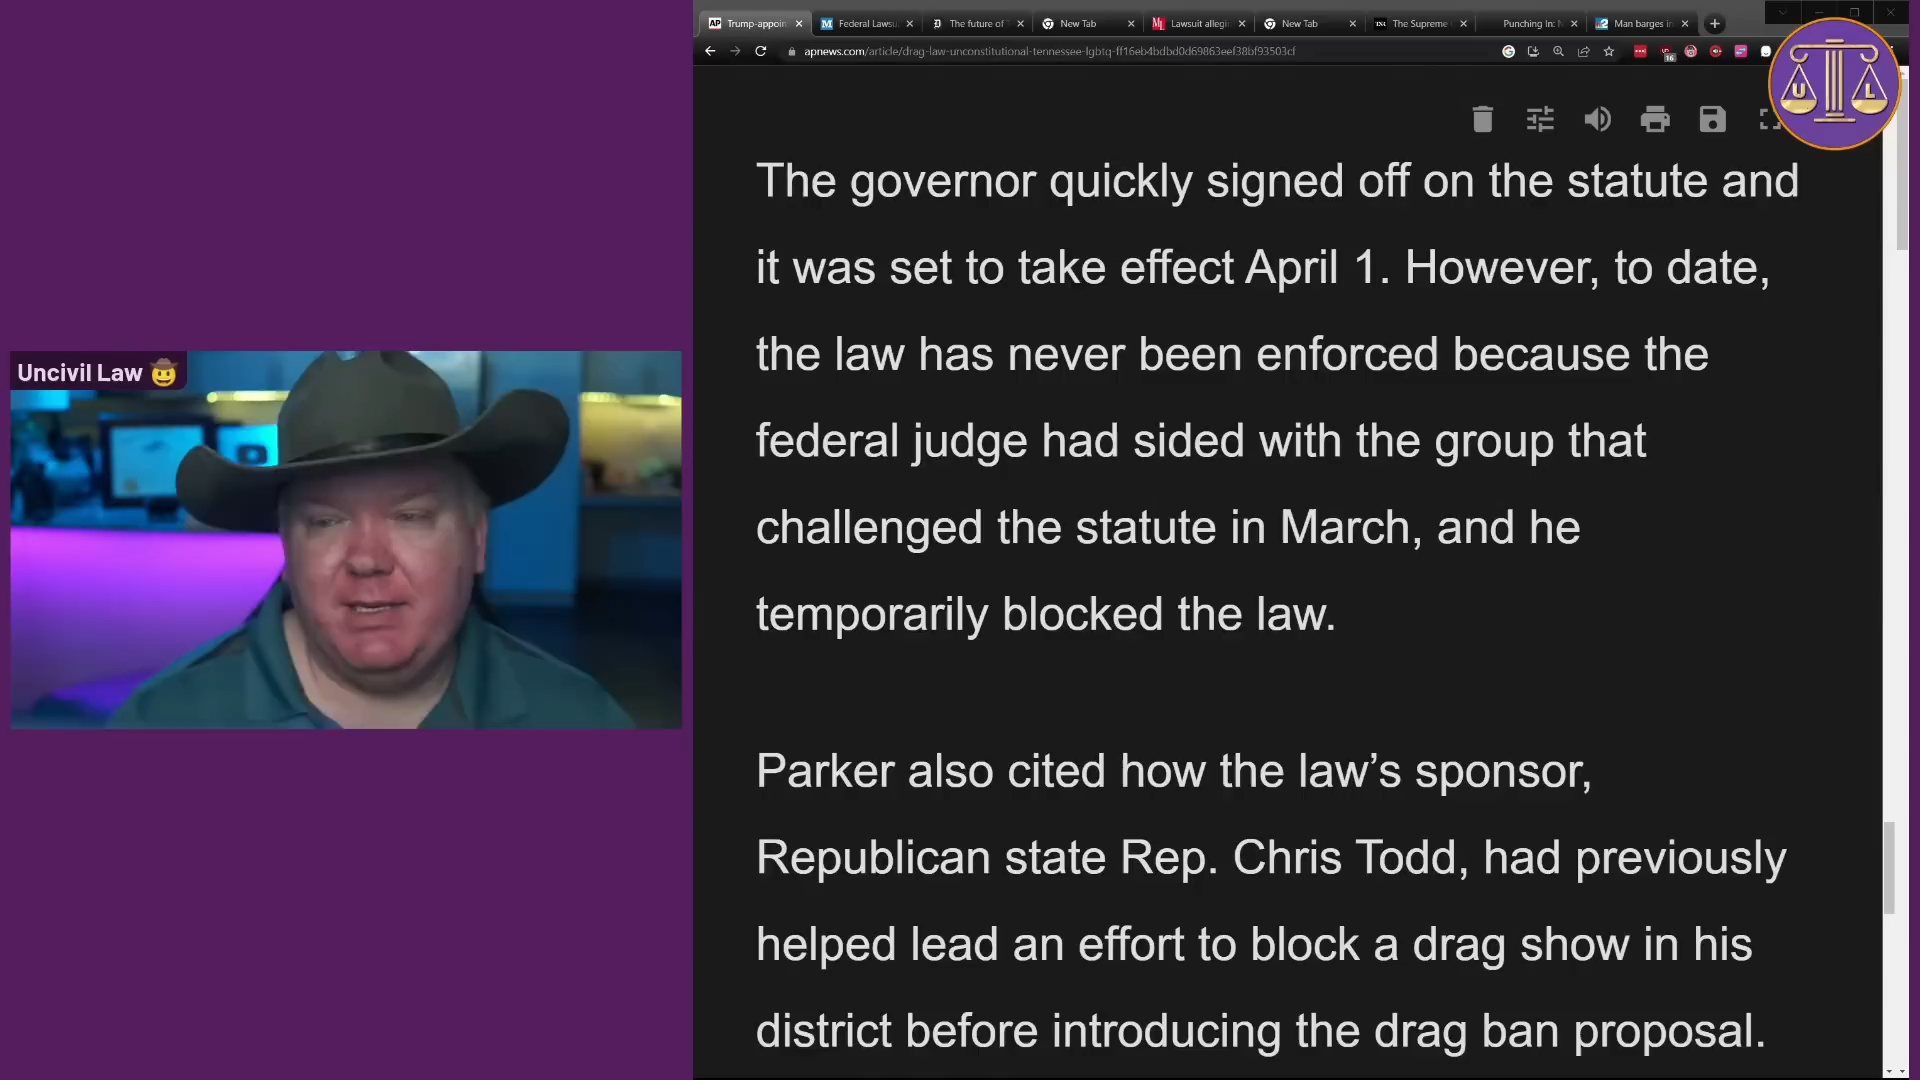 Trump-appoin
Federal Lawsu
The future of T
New Tab
Lawsuit allegin
New Tab
The Supreme
Punching In: N
Man barges in
apnews.com/article/drag-law-unconstitutional-tennessee-lgbtq-ff16eb4bdbd0d69863eef38bf93503cf
U L
Uncivil Law 🤠
The governor quickly signed off on the statute and
it was set to take effect April 1. However, to date,
the law has never been enforced because the
federal judge had sided with the group that
challenged the statute in March, and he
temporarily blocked the law.
Parker also cited how the law’s sponsor,
Republican state Rep. Chris Todd, had previously
helped lead an effort to block a drag show in his
district before introducing the drag ban proposal.